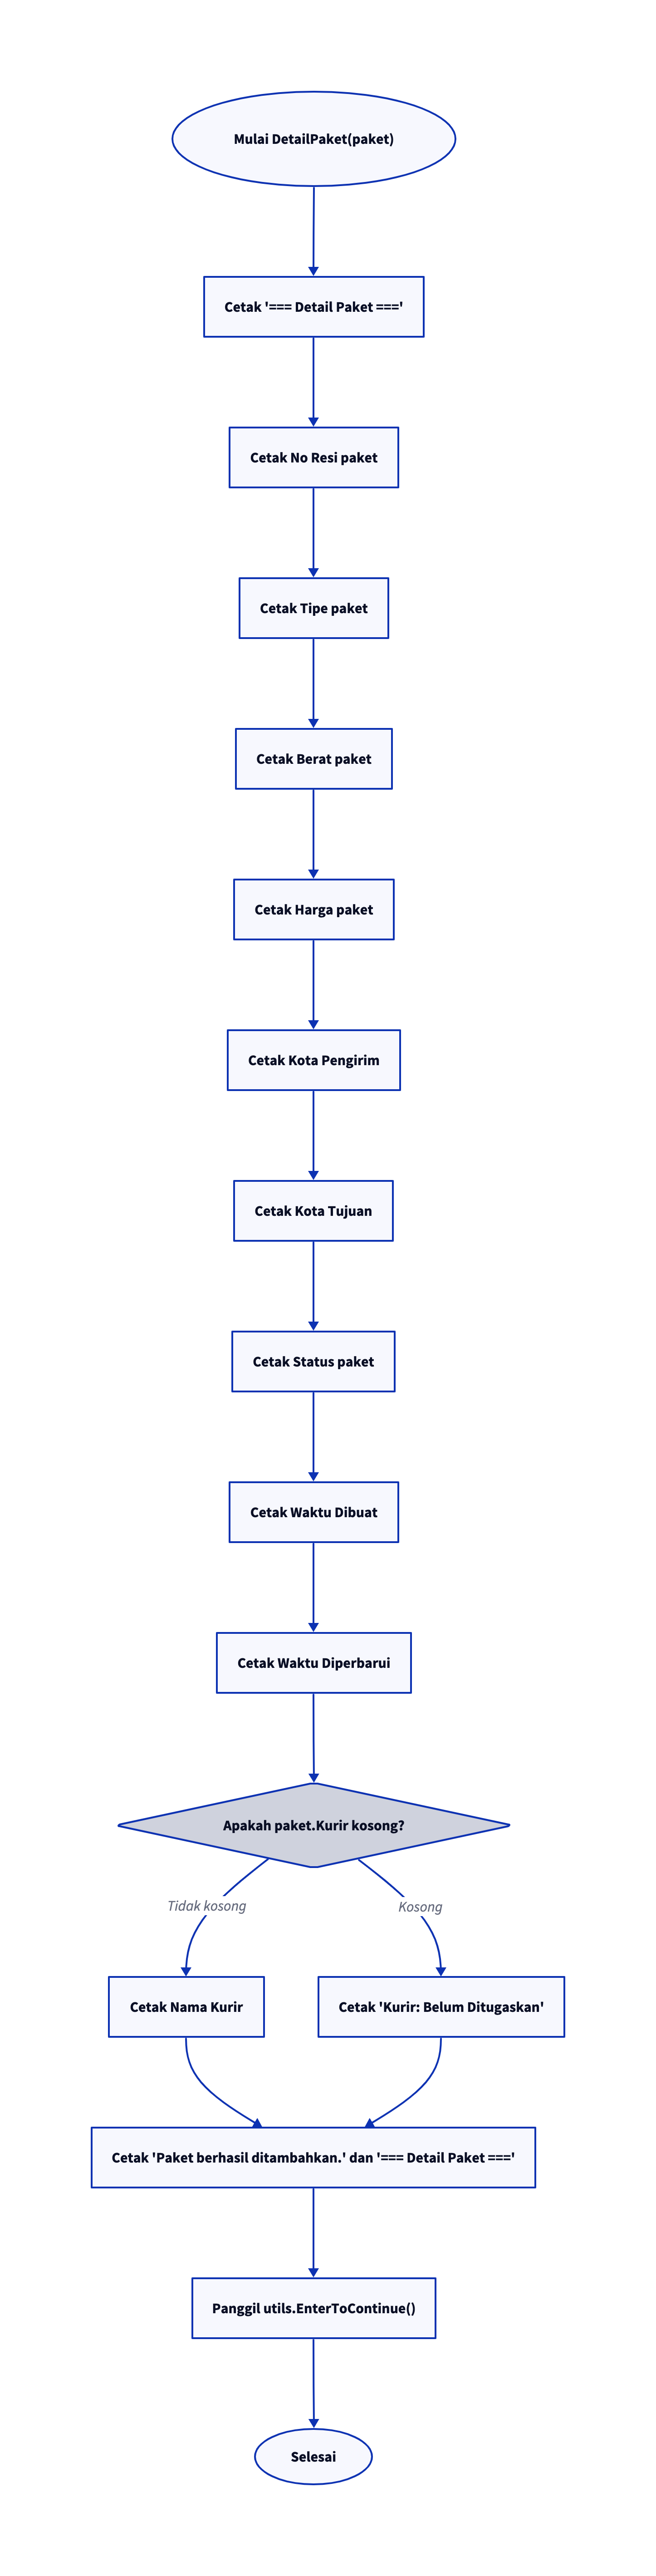 Mulai DetailPaket(paket)
Cetak '=== Detail Paket ==='
Cetak No Resi paket
Cetak Tipe paket
Cetak Berat paket
Cetak Harga paket
Cetak Kota Pengirim
Cetak Kota Tujuan
Cetak Status paket
Cetak Waktu Dibuat
Cetak Waktu Diperbarui
Apakah paket.Kurir kosong?
Tidak kosong
Kosong
Cetak Nama Kurir
Cetak 'Kurir: Belum Ditugaskan'
Cetak 'Paket berhasil ditambahkan.' dan '=== Detail Paket ==='
Panggil utils.EnterToContinue()
Selesai